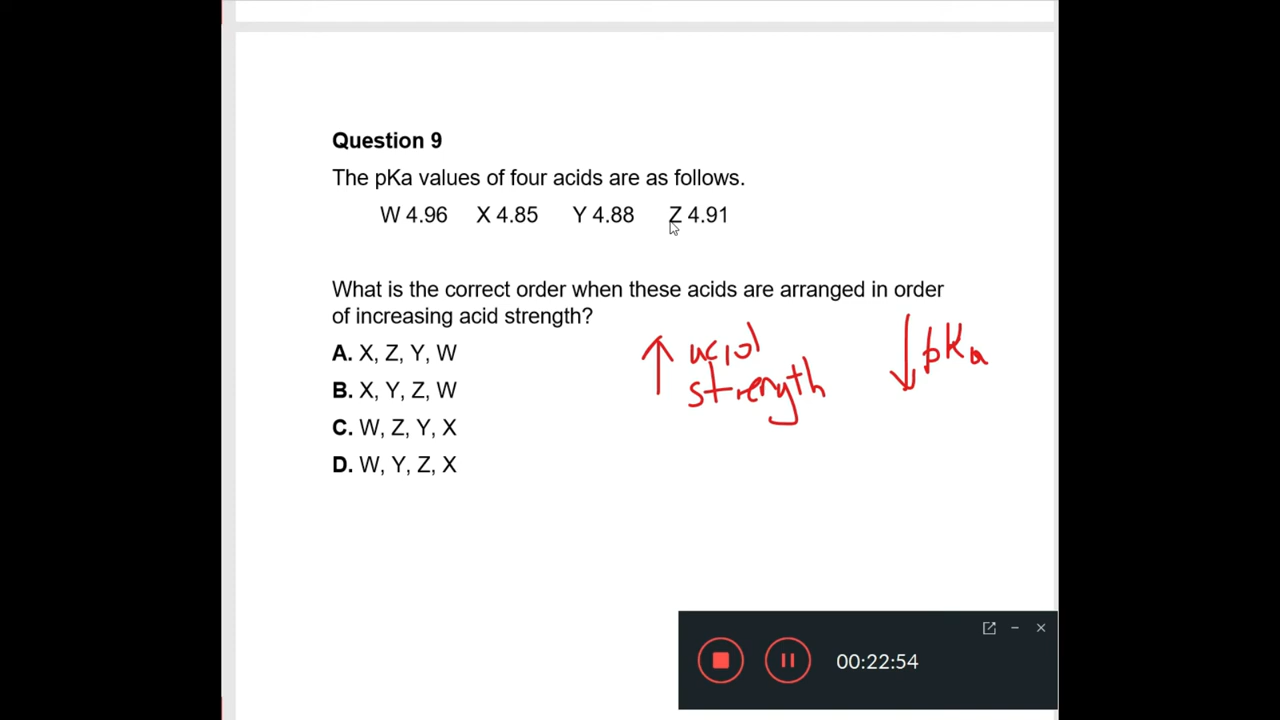 Question 9
The pKa values of four acids are as follows.
W 4.96 X 4.85 Y 4.88 Z 4.91
What is the correct order when these acids are arranged in order
of increasing acid strength?
A. X, Z, Y, W
B. X, Y, Z, W
C. W, Z, Y, X
D. W, Y, Z, X
↑ acid
strength
↓ pKa
00:22:54